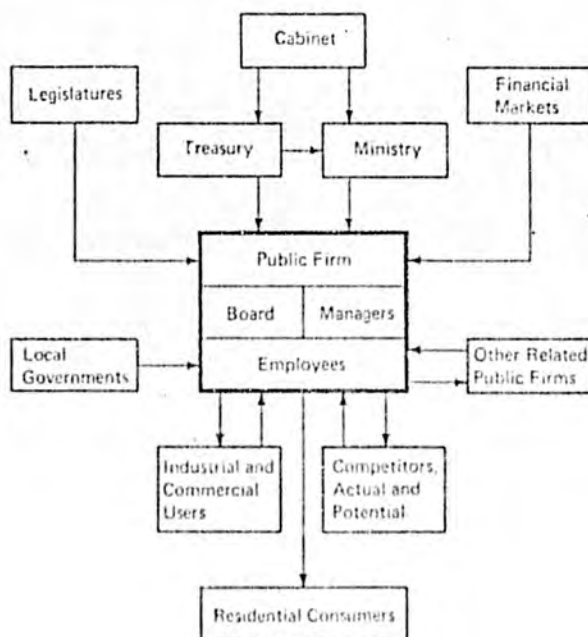 Cabinet
Legislatures
Financial
Markets
Treasury
Ministry
Public Firm
Board
Managers
Employees
Local
Governments
Other Related
Public Firms
Industrial and
Commercial
Users
Competitors,
Actual and
Potential
Residential Consumers